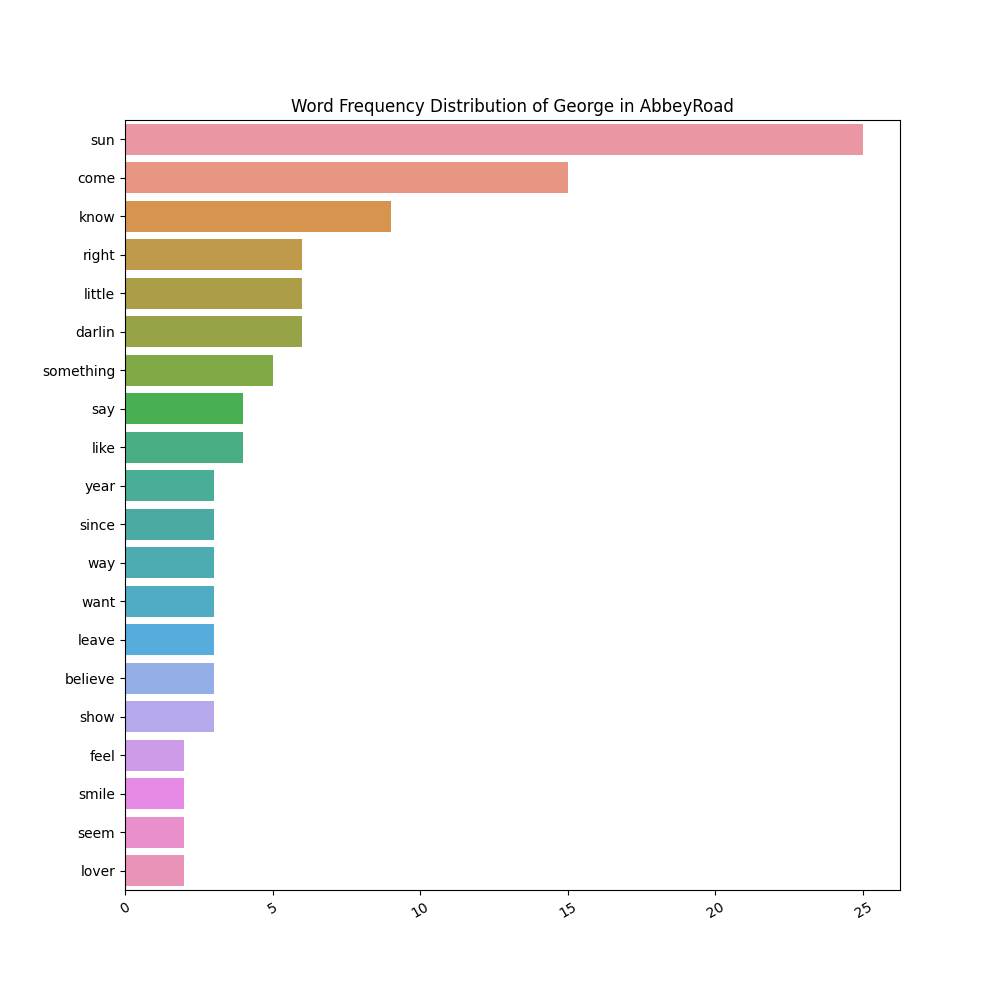 Word Frequency Distribution of George in AbbeyRoad
sun
come
know
right
little
darlin
something
say
like
year
since
way
want
leave
believe
show
feel
smile
seem
lover
0 5 10 15 20 25